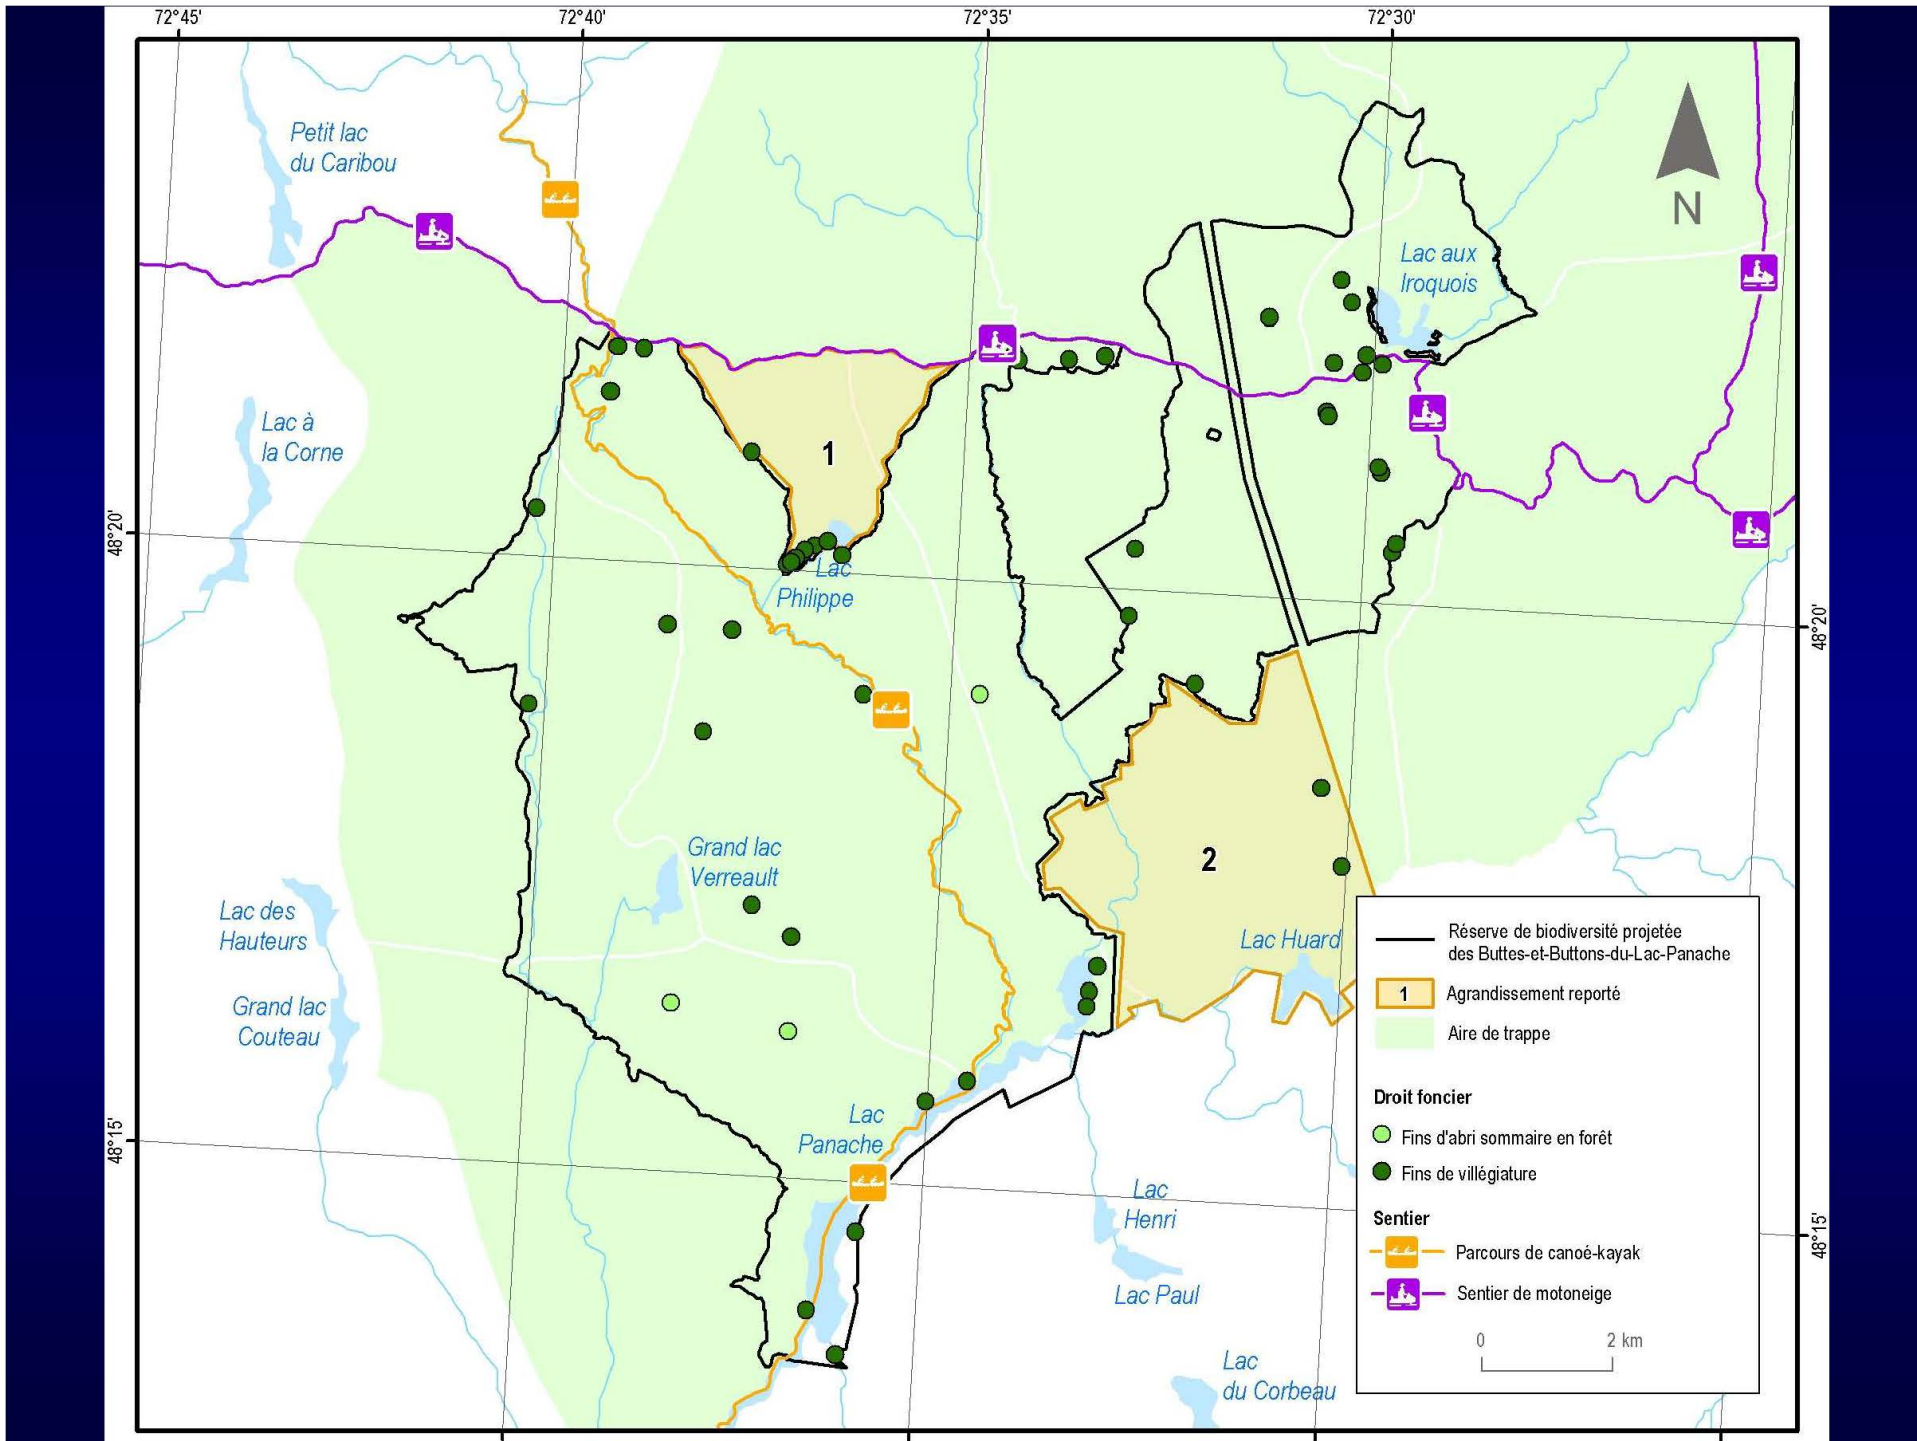 72°45'
72°40'
72°35'
72°30'
Petit lac
du Caribou
N
Lac aux
Iroquois
Lac à
la Corne
1
48°20'
Lac
Philippe
48°20'
Grand lac
Verreault
2
Lac des
Hauteurs
Lac Huard
Grand lac
Couteau
Lac
Panache
48°15'
Lac
Henri
48°15'
Lac Paul
Lac
du Corbeau
Réserve de biodiversité projetée
des Buttes-et-Buttons-du-Lac-Panache
1 Agrandissement reporté
Aire de trappe
Droit foncier
Fins d'abri sommaire en forêt
Fins de villégiature
Sentier
Parcours de canoé-kayak
Sentier de motoneige
0 2 km